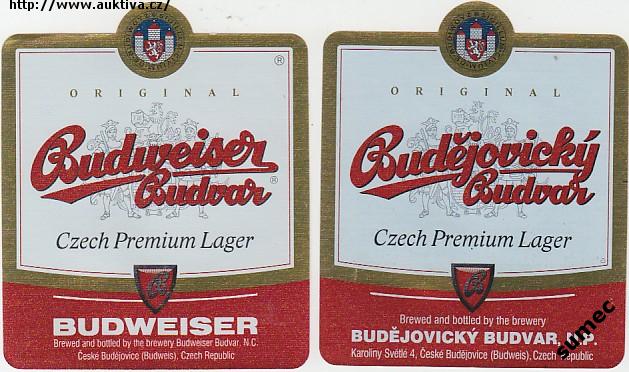 http://www.auktiva.cz/
ORIGINAL
Budweiser
Budvar
Czech Premium Lager
BUDWEISER
Brewed and bottled by the brewery Budweiser Budvar, N.C.
České Budějovice (Budweis), Czech Republic
ORIGINAL
Budějovický
Budvar
Czech Premium Lager
Brewed and bottled by the brewery
BUDĚJOVICKÝ BUDVAR, N.P.
Karoliny Světlé 4, České Budějovice (Budweis), Czech Republic
sumec